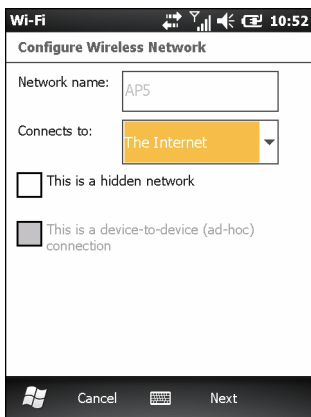 Wi-Fi 10:52
Configure Wireless Network
Network name: AP5
Connects to: The Internet
This is a hidden network
This is a device-to-device (ad-hoc)
connection
Cancel Next